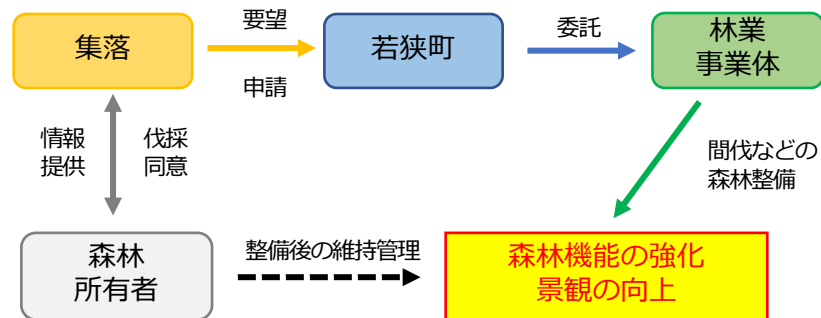 集落
要望
申請
若狭町
委託
林業
事業体
情報
提供
伐採
同意
間伐などの
森林整備
森林
所有者
整備後の維持管理
森林機能の強化
景観の向上